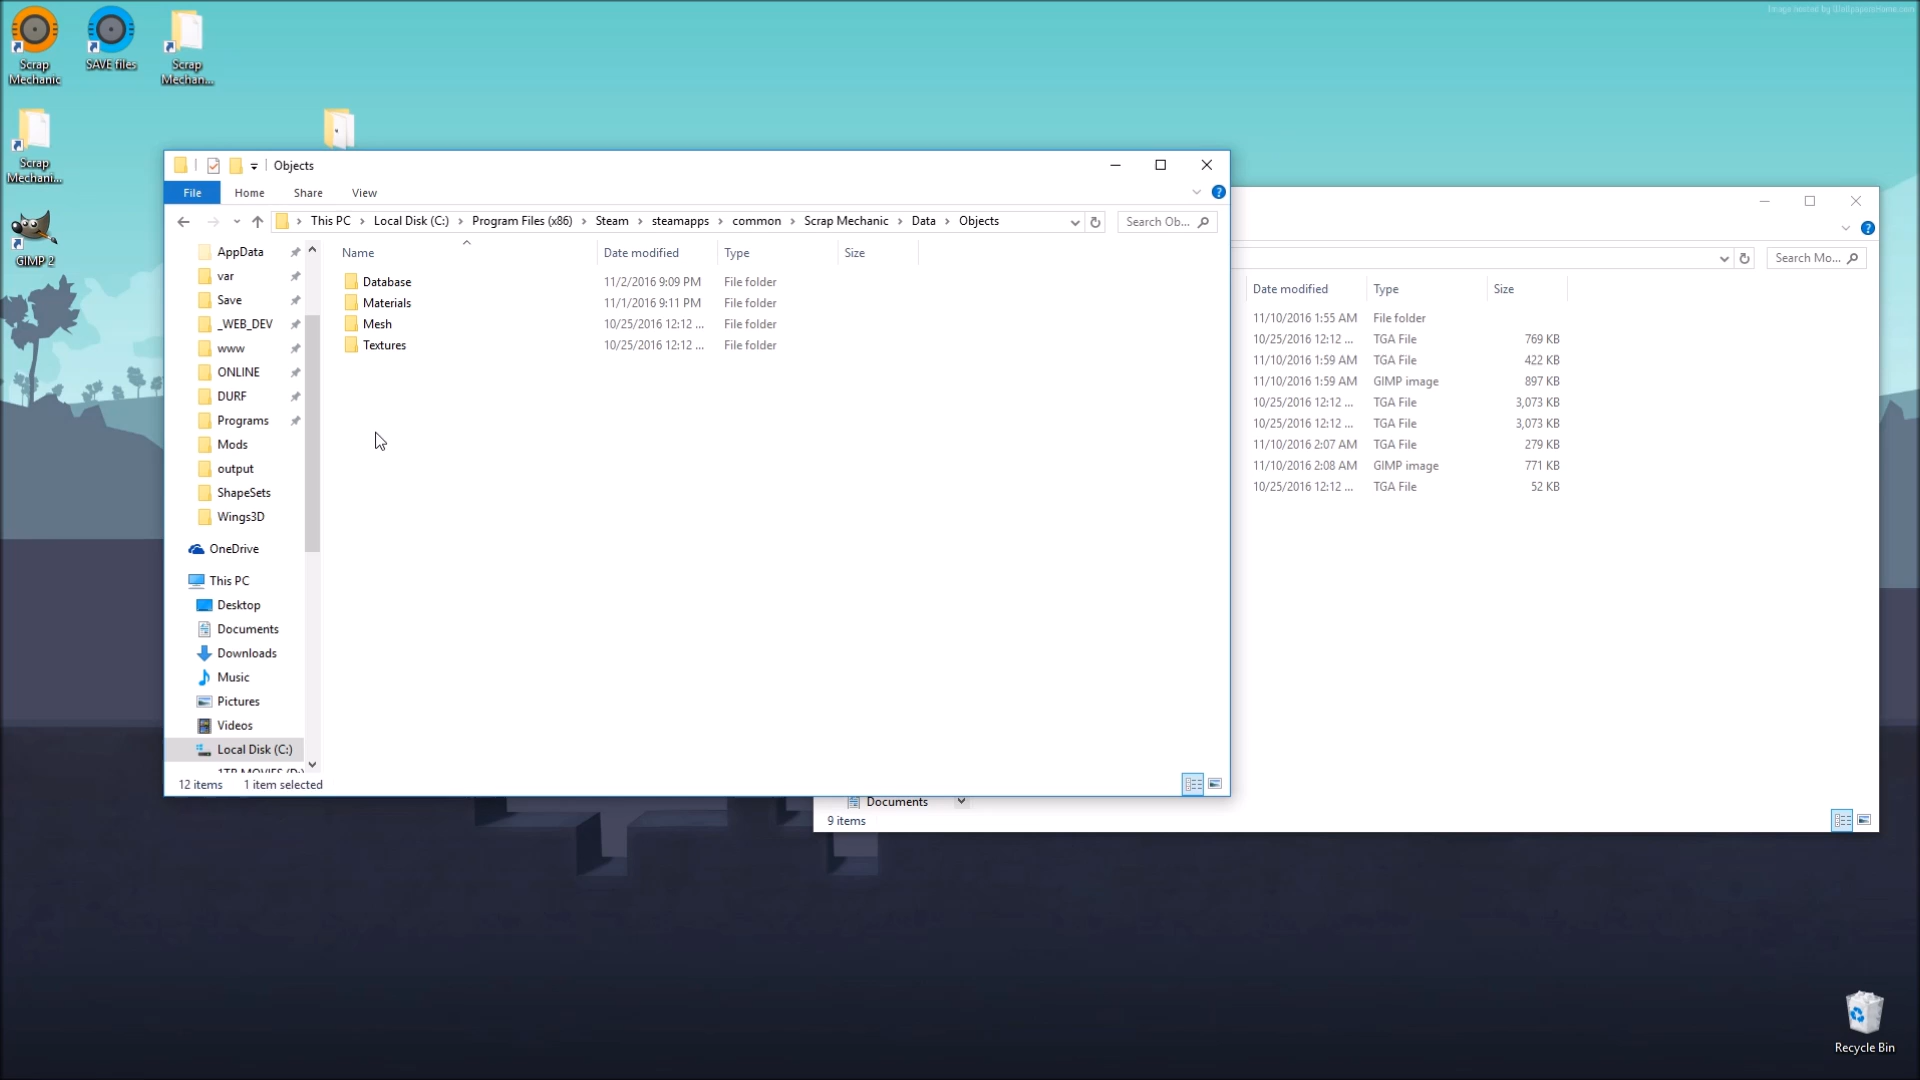 Image hosted by WallpapersHome.com
Scrap
Mechanic
SAVE files
Scrap
Mechan...
Scrap
Mechani...
GIMP 2
Objects
File Home Share View
This PC Local Disk (C:) Program Files (x86) Steam steamapps common Scrap Mechanic Data Objects
Search Ob...
Name Date modified Type Size
Database 11/2/2016 9:09 PM File folder
Materials 11/1/2016 9:11 PM File folder
Mesh 10/25/2016 12:12 ... File folder
Textures 10/25/2016 12:12 ... File folder
AppData
var
Save
_WEB_DEV
www
ONLINE
DURF
Programs
Mods
output
ShapeSets
Wings3D
OneDrive
This PC
Desktop
Documents
Downloads
Music
Pictures
Videos
Local Disk (C:)
1TB MOVIES (D:)
12 items 1 item selected
Search Mo...
Date modified Type Size
11/10/2016 1:55 AM File folder
10/25/2016 12:12 ... TGA File 769 KB
11/10/2016 1:59 AM TGA File 422 KB
11/10/2016 1:59 AM GIMP image 897 KB
10/25/2016 12:12 ... TGA File 3,073 KB
10/25/2016 12:12 ... TGA File 3,073 KB
11/10/2016 2:07 AM TGA File 279 KB
11/10/2016 2:08 AM GIMP image 771 KB
10/25/2016 12:12 ... TGA File 52 KB
Documents
9 items
Recycle Bin